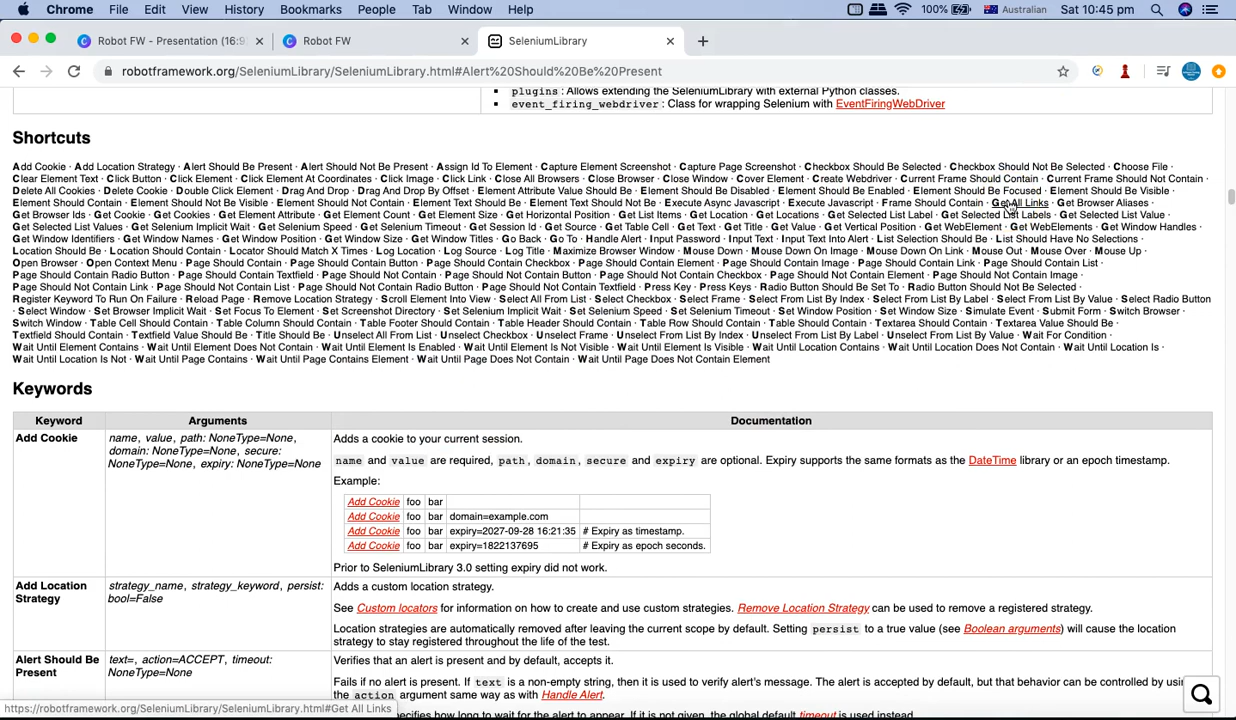 Chrome File Edit View History Bookmarks People Tab Window Help 100% Australian Sat 10:45 pm
Robot FW - Presentation (16:9) Robot FW SeleniumLibrary
robotframework.org/SeleniumLibrary/SeleniumLibrary.html#Alert%20Should%20Be%20Present
plugins : Allows extending the SeleniumLibrary with external Python classes.
event_firing_webdriver : Class for wrapping Selenium with EventFiringWebDriver
Shortcuts
Add Cookie · Add Location Strategy · Alert Should Be Present · Alert Should Not Be Present · Assign Id To Element · Capture Element Screenshot · Capture Page Screenshot · Checkbox Should Be Selected · Checkbox Should Not Be Selected · Choose File ·
Clear Element Text · Click Button · Click Element · Click Element At Coordinates · Click Image · Click Link · Close All Browsers · Close Browser · Close Window · Cover Element · Create Webdriver · Current Frame Should Contain · Current Frame Should Not Contain ·
Delete All Cookies · Delete Cookie · Double Click Element · Drag And Drop · Drag And Drop By Offset · Element Attribute Value Should Be · Element Should Be Disabled · Element Should Be Enabled · Element Should Be Focused · Element Should Be Visible ·
Element Should Contain · Element Should Not Be Visible · Element Should Not Contain · Element Text Should Be · Element Text Should Not Be · Execute Async Javascript · Execute Javascript · Frame Should Contain · Get All Links · Get Browser Aliases ·
Get Browser Ids · Get Cookie · Get Cookies · Get Element Attribute · Get Element Count · Get Element Size · Get Horizontal Position · Get List Items · Get Location · Get Locations · Get Selected List Label · Get Selected List Labels · Get Selected List Value ·
Get Selected List Values · Get Selenium Implicit Wait · Get Selenium Speed · Get Selenium Timeout · Get Session Id · Get Source · Get Table Cell · Get Text · Get Title · Get Value · Get Vertical Position · Get WebElement · Get WebElements · Get Window Handles ·
Get Window Identifiers · Get Window Names · Get Window Position · Get Window Size · Get Window Titles · Go Back · Go To · Handle Alert · Input Password · Input Text · Input Text Into Alert · List Selection Should Be · List Should Have No Selections ·
Location Should Be · Location Should Contain · Locator Should Match X Times · Log Location · Log Source · Log Title · Maximize Browser Window · Mouse Down · Mouse Down On Image · Mouse Down On Link · Mouse Out · Mouse Over · Mouse Up ·
Open Browser · Open Context Menu · Page Should Contain · Page Should Contain Button · Page Should Contain Checkbox · Page Should Contain Element · Page Should Contain Image · Page Should Contain Link · Page Should Contain List ·
Page Should Contain Radio Button · Page Should Contain Textfield · Page Should Not Contain · Page Should Not Contain Button · Page Should Not Contain Checkbox · Page Should Not Contain Element · Page Should Not Contain Image ·
Page Should Not Contain Link · Page Should Not Contain List · Page Should Not Contain Radio Button · Page Should Not Contain Textfield · Press Key · Press Keys · Radio Button Should Be Set To · Radio Button Should Not Be Selected ·
Register Keyword To Run On Failure · Reload Page · Remove Location Strategy · Scroll Element Into View · Select All From List · Select Checkbox · Select Frame · Select From List By Index · Select From List By Label · Select From List By Value · Select Radio Button
· Select Window · Set Browser Implicit Wait · Set Focus To Element · Set Screenshot Directory · Set Selenium Implicit Wait · Set Selenium Speed · Set Selenium Timeout · Set Window Position · Set Window Size · Simulate Event · Submit Form · Switch Browser ·
Switch Window · Table Cell Should Contain · Table Column Should Contain · Table Footer Should Contain · Table Header Should Contain · Table Row Should Contain · Table Should Contain · Textarea Should Contain · Textarea Value Should Be ·
Textfield Should Contain · Textfield Value Should Be · Title Should Be · Unselect All From List · Unselect Checkbox · Unselect Frame · Unselect From List By Index · Unselect From List By Label · Unselect From List By Value · Wait For Condition ·
Wait Until Element Contains · Wait Until Element Does Not Contain · Wait Until Element Is Enabled · Wait Until Element Is Not Visible · Wait Until Element Is Visible · Wait Until Location Contains · Wait Until Location Does Not Contain · Wait Until Location Is ·
Wait Until Location Is Not · Wait Until Page Contains · Wait Until Page Contains Element · Wait Until Page Does Not Contain · Wait Until Page Does Not Contain Element
Keywords
Keyword Arguments Documentation
Add Cookie name, value, path: NoneType=None, Adds a cookie to your current session.
domain: NoneType=None, secure:
NoneType=None, expiry: NoneType=None name and value are required, path, domain, secure and expiry are optional. Expiry supports the same formats as the DateTime library or an epoch timestamp.
Example:
Add Cookie foo bar
Add Cookie foo bar domain=example.com
Add Cookie foo bar expiry=2027-09-28 16:21:35 # Expiry as timestamp.
Add Cookie foo bar expiry=1822137695 # Expiry as epoch seconds.
Prior to SeleniumLibrary 3.0 setting expiry did not work.
Add Location strategy_name, strategy_keyword, persist: Adds a custom location strategy.
Strategy bool=False
See Custom locators for information on how to create and use custom strategies. Remove Location Strategy can be used to remove a registered strategy.
Location strategies are automatically removed after leaving the current scope by default. Setting persist to a true value (see Boolean arguments) will cause the location
strategy to stay registered throughout the life of the test.
Alert Should Be text=, action=ACCEPT, timeout: Verifies that an alert is present and by default, accepts it.
Present NoneType=None
Fails if no alert is present. If text is a non-empty string, then it is used to verify alert's message. The alert is accepted by default, but that behavior can be controlled by using
the action argument same way as with Handle Alert.
https://robotframework.org/SeleniumLibrary/SeleniumLibrary.html#Get All Links
specifies how long to wait for the alert to appear. If it is not given, the global default timeout is used instead.